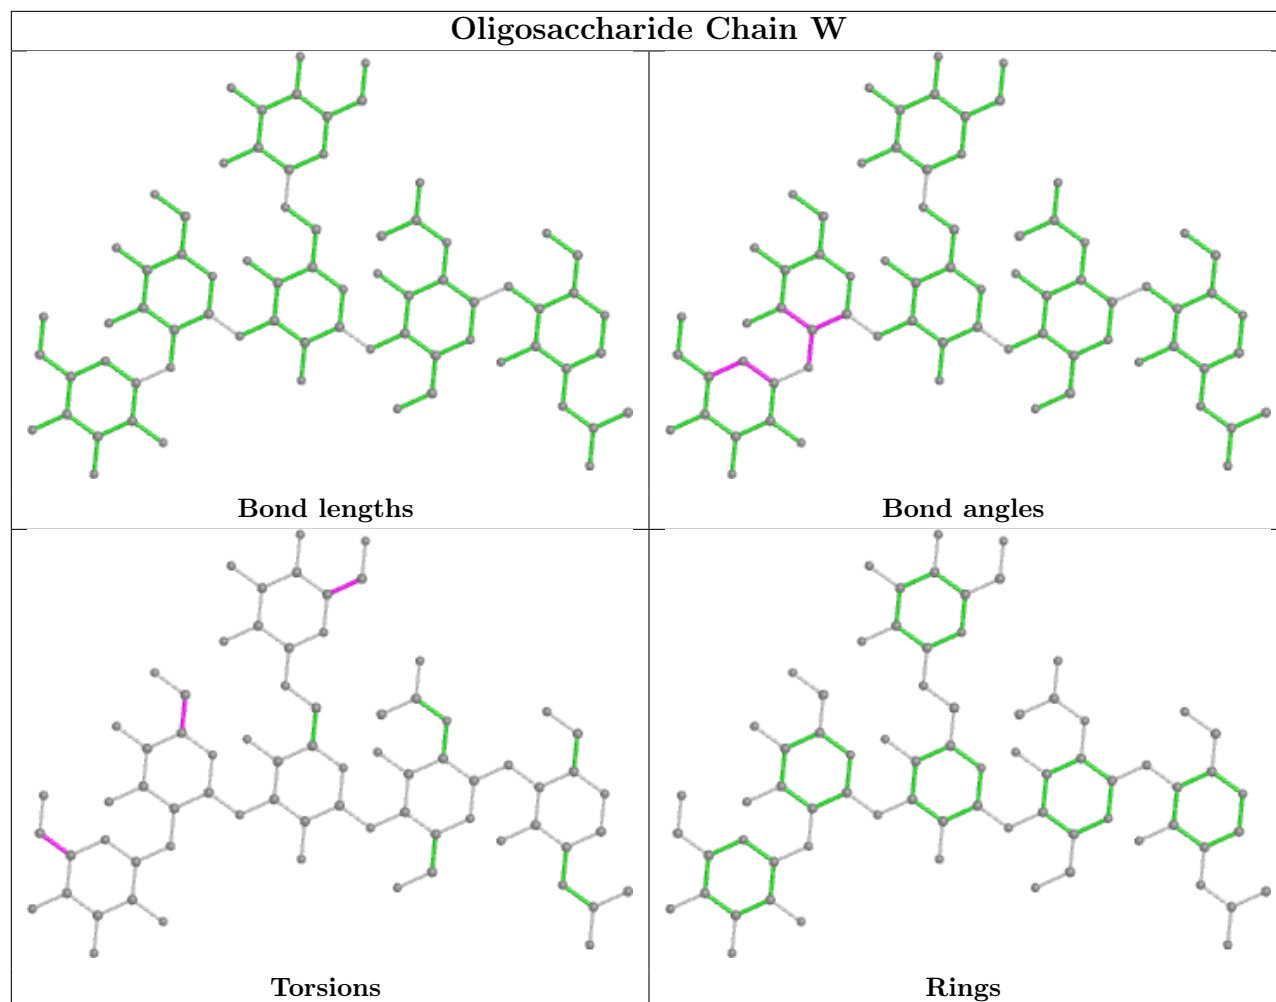 Oligosaccharide Chain W
Bond lengths
Bond angles
Torsions
Rings